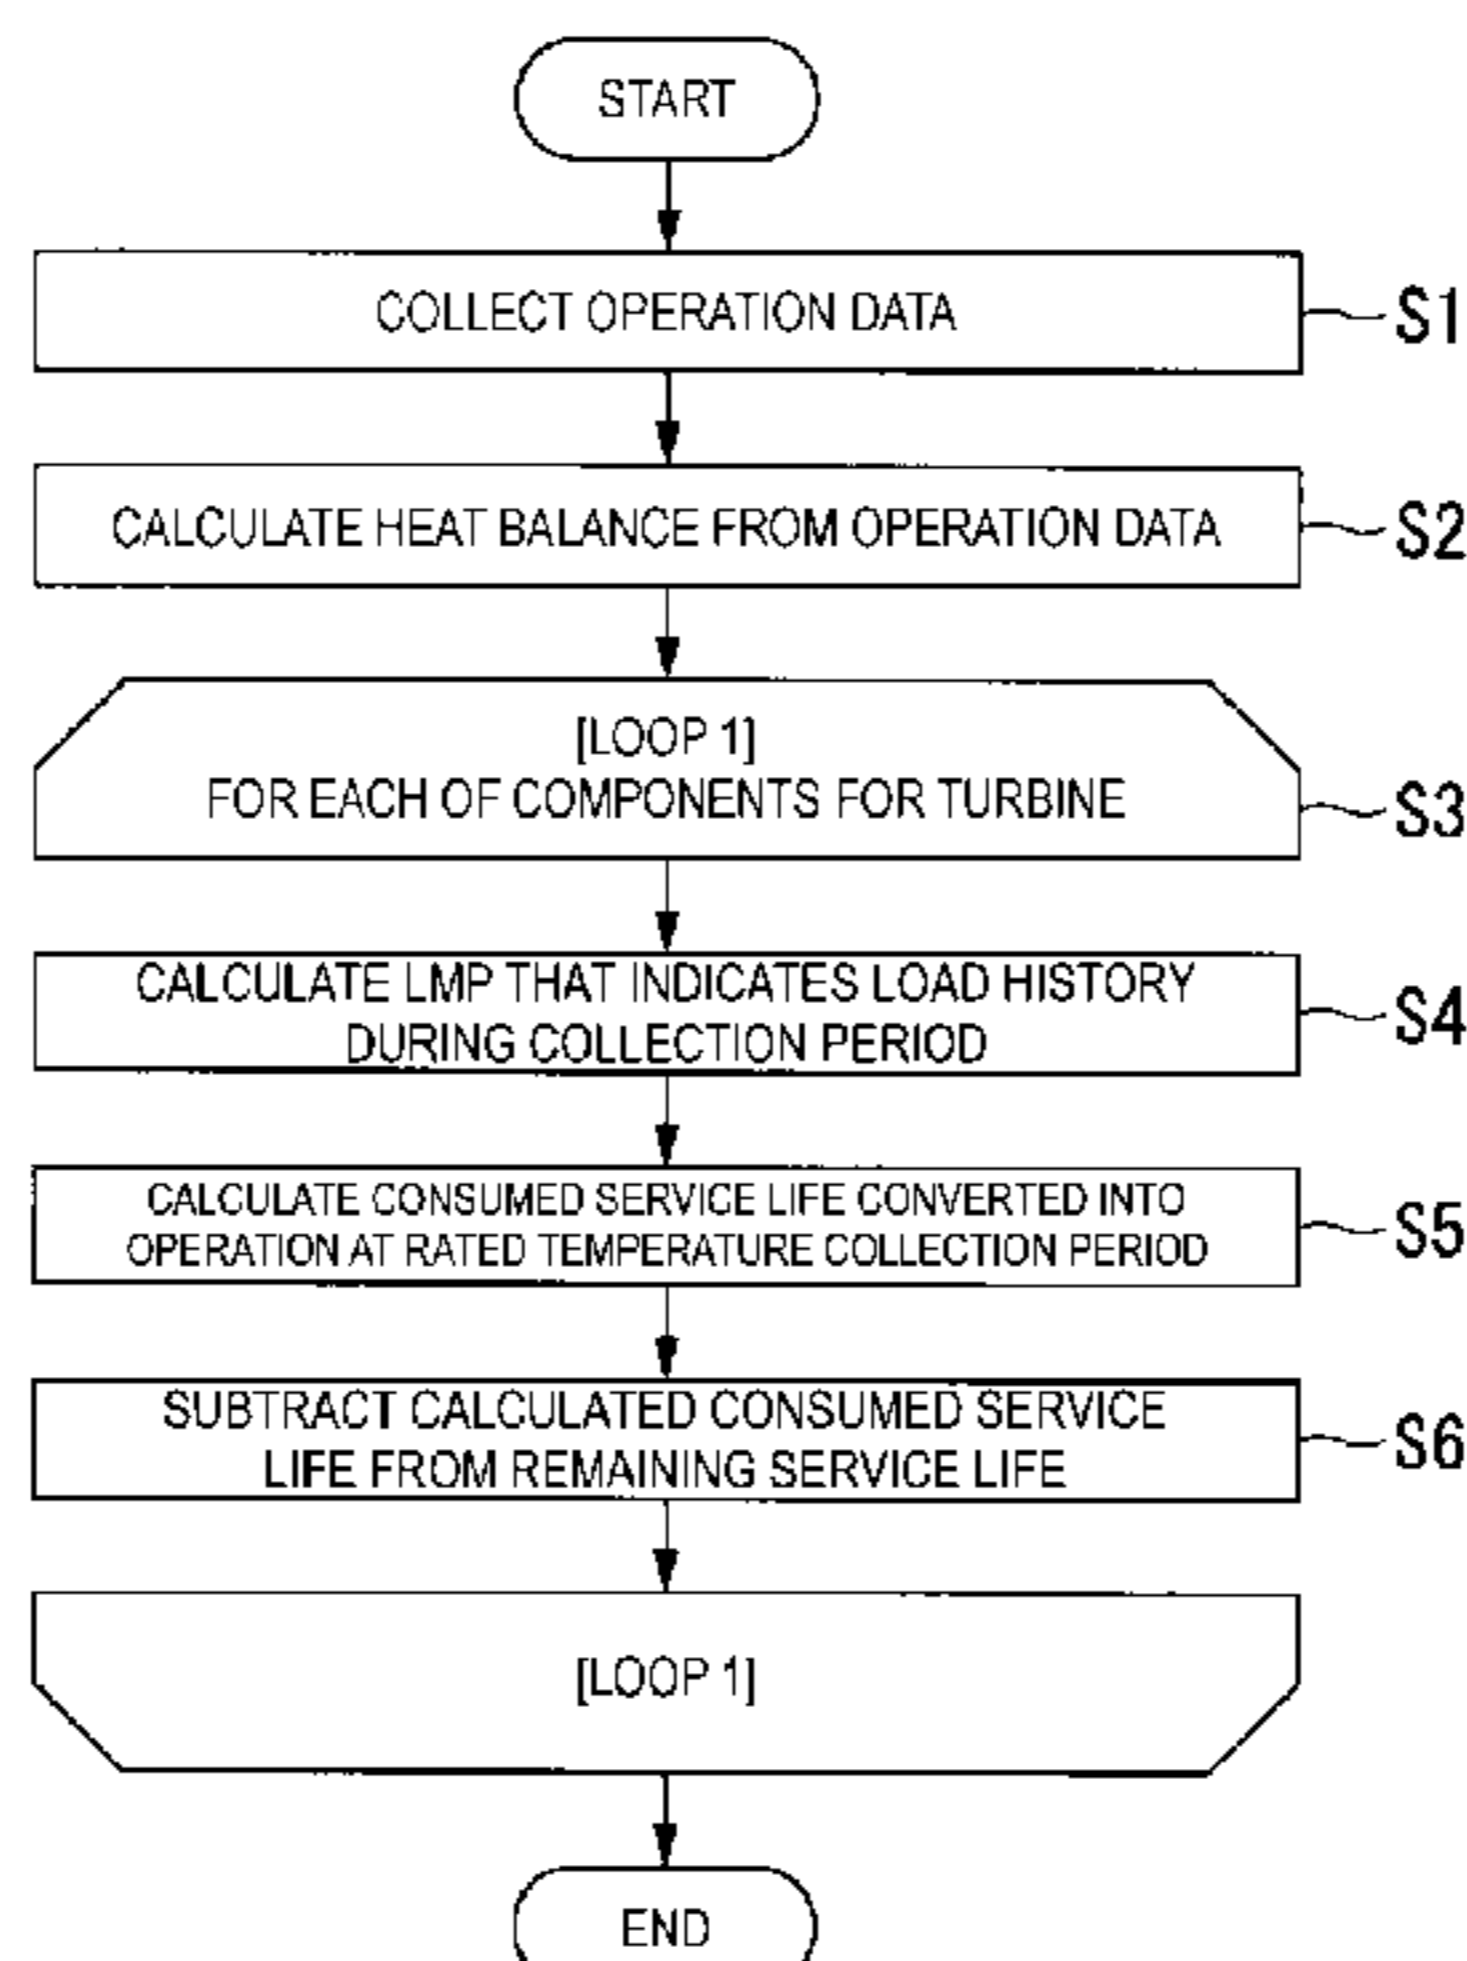 START
COLLECT OPERATION DATA
S1
CALCULATE HEAT BALANCE FROM OPERATION DATA
S2
[LOOP 1]
FOR EACH OF COMPONENTS FOR TURBINE
S3
CALCULATE LMP THAT INDICATES LOAD HISTORY
DURING COLLECTION PERIOD
S4
CALCULATE CONSUMED SERVICE LIFE CONVERTED INTO
OPERATION AT RATED TEMPERATURE COLLECTION PERIOD
S5
SUBTRACT CALCULATED CONSUMED SERVICE
LIFE FROM REMAINING SERVICE LIFE
S6
[LOOP 1]
END